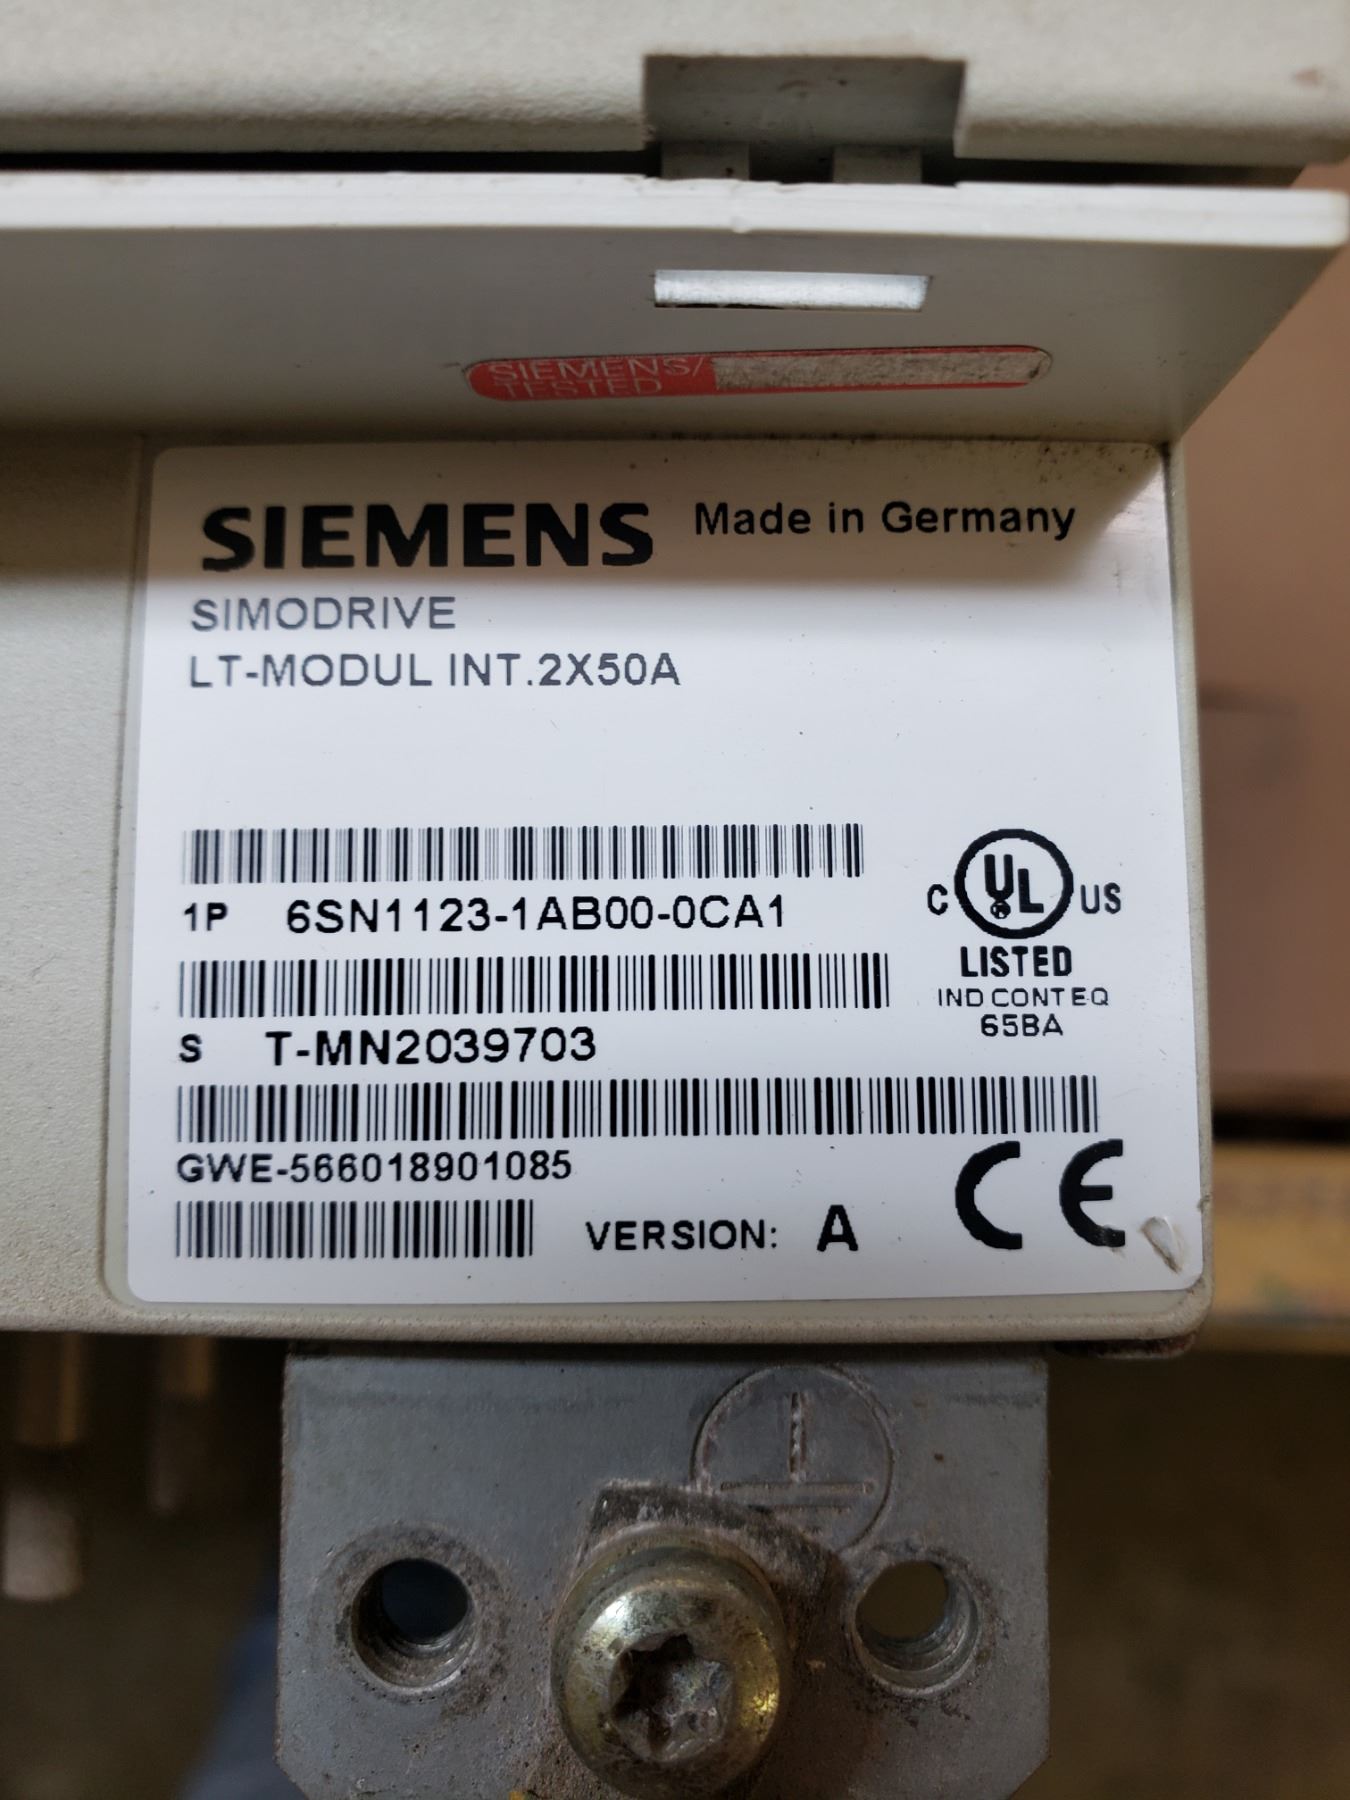 SIEMENS/
TESTED
SIEMENS Made in Germany
SIMODRIVE
LT-MODUL INT.2X50A
1P 6SN1123-1AB00-0CA1
C UL US
LISTED
IND CONT EQ
65BA
S T-MN2039703
GWE-566018901085
VERSION: A
CE